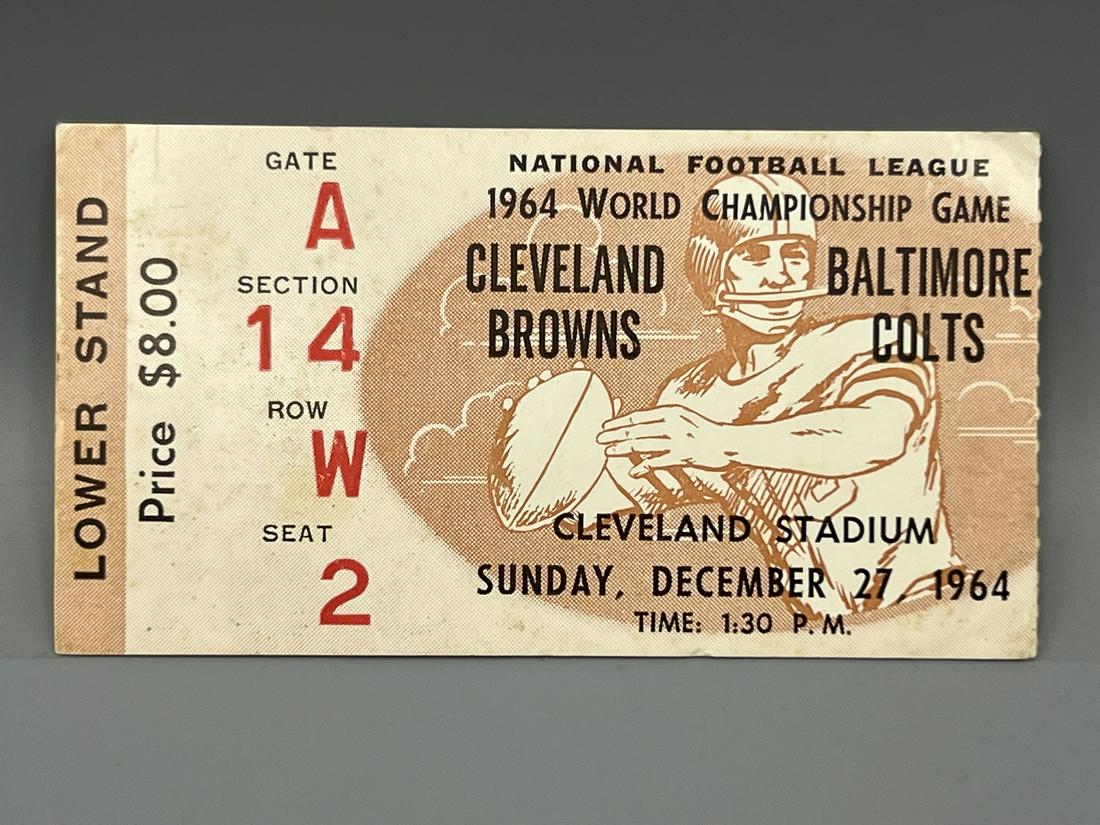 LOWER STAND
Price $8.00
GATE
A
SECTION
14
ROW
W
SEAT
2
NATIONAL FOOTBALL LEAGUE
1964 WORLD CHAMPIONSHIP GAME
CLEVELAND
BROWNS
BALTIMORE
COLTS
CLEVELAND STADIUM
SUNDAY, DECEMBER 27, 1964
TIME: 1:30 P.M.